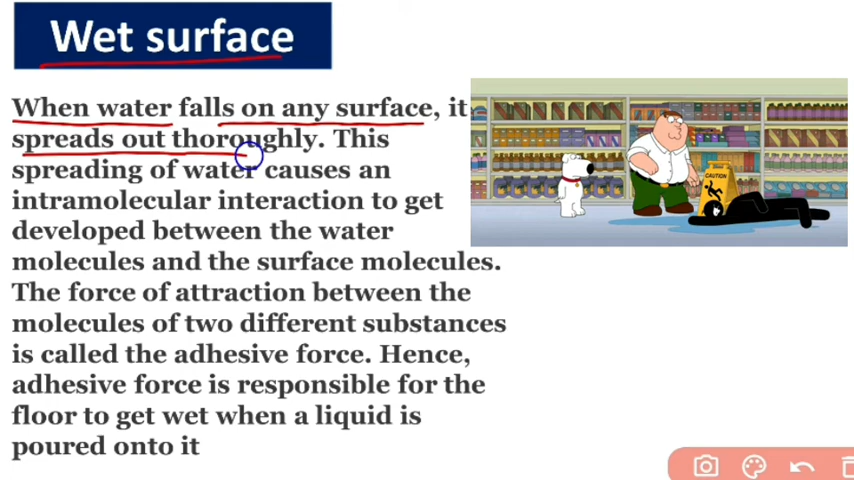 Wet surface
When water falls on any surface, it
spreads out thoroughly. This
spreading of water causes an
intramolecular interaction to get
developed between the water
molecules and the surface molecules.
The force of attraction between the
molecules of two different substances
is called the adhesive force. Hence,
adhesive force is responsible for the
floor to get wet when a liquid is
poured onto it
CAUTION